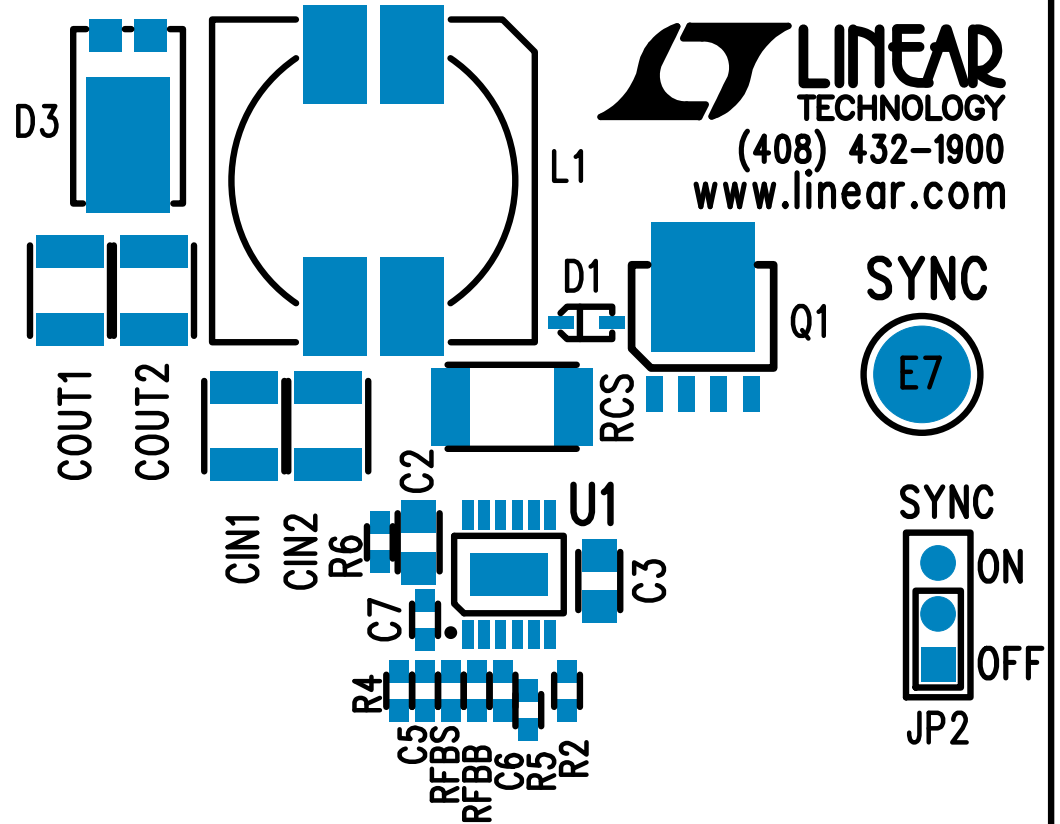 LINEAR
TECHNOLOGY
(408) 432-1900
www.linear.com
D3
L1
D1
Q1
SYNC
E7
COUT1
COUT2
RCS
C2
U1
SYNC
CIN1
CIN2
R6
C3
ON
C7
OFF
R4
JP2
C5
RFBS
RFBB
C6
R5
R2